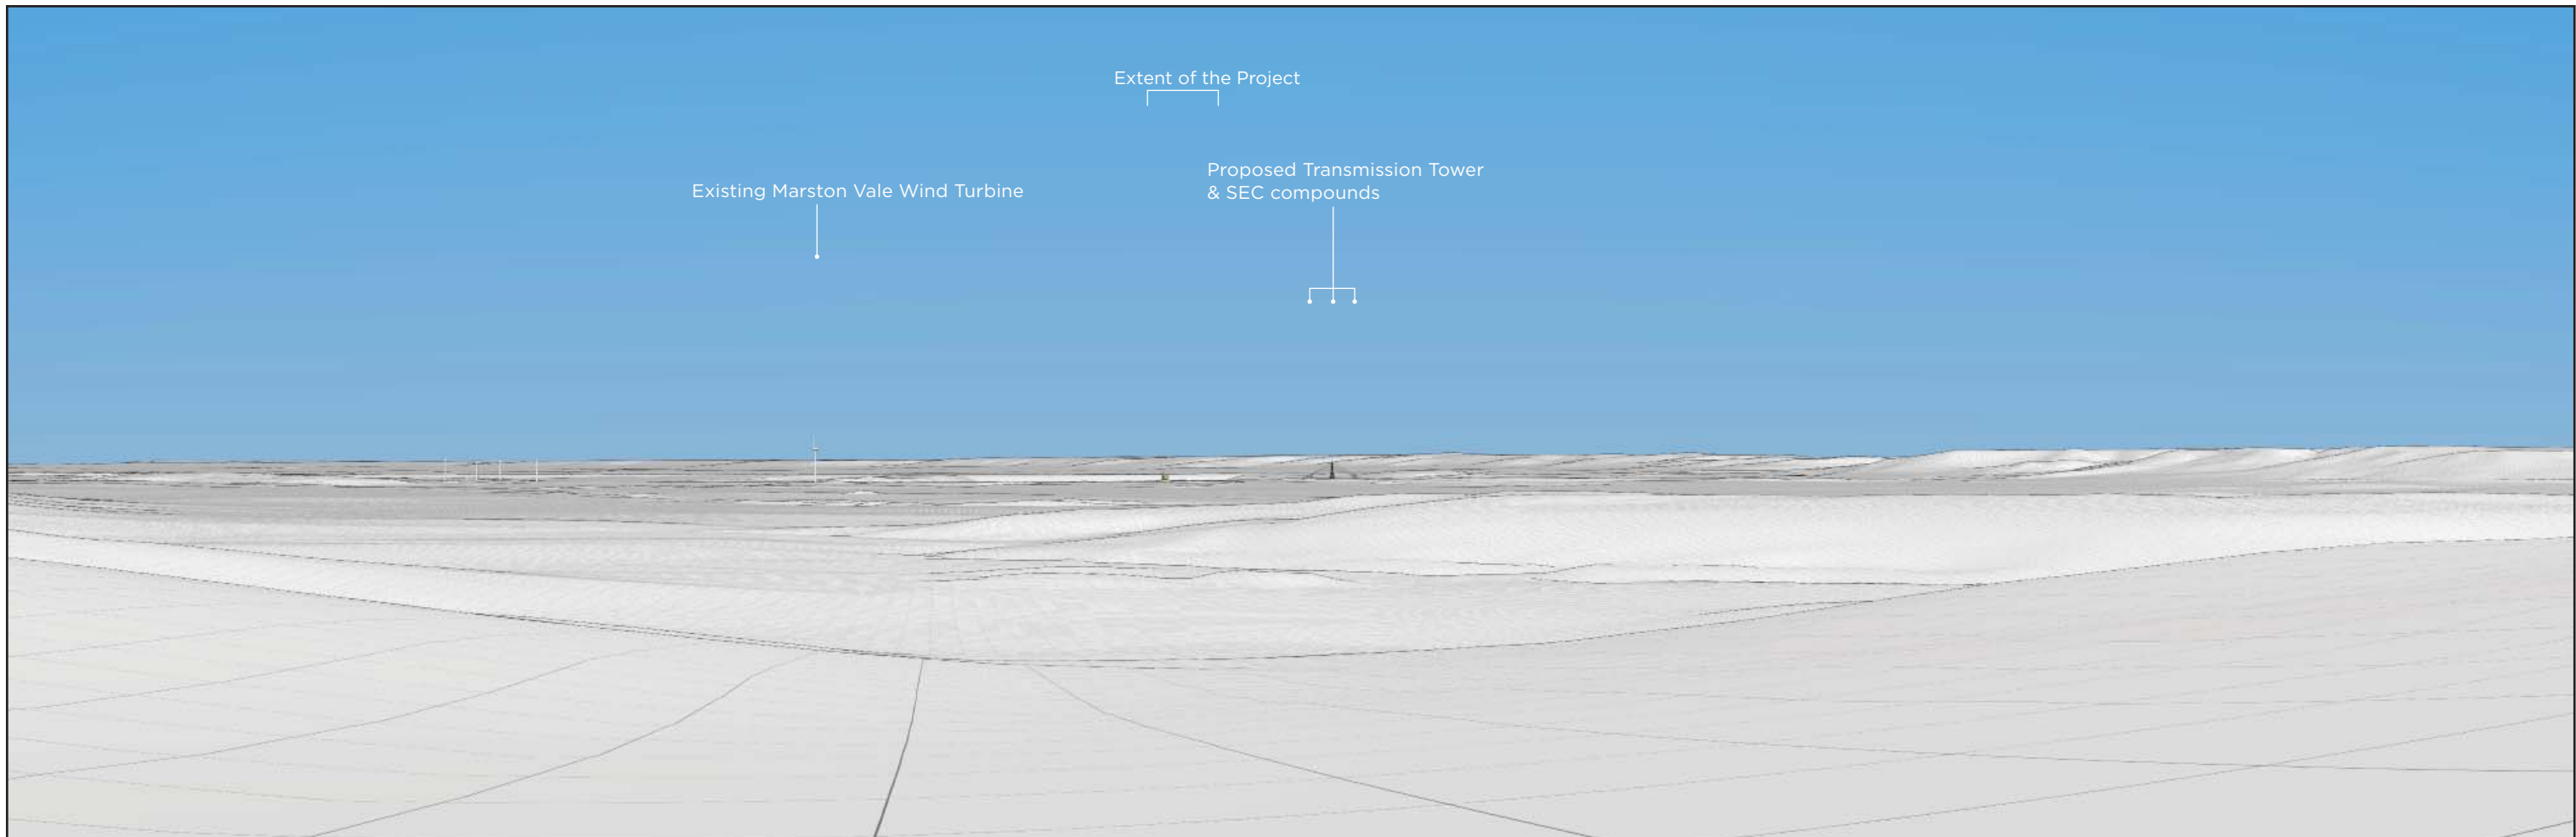 Extent of the Project
Existing Marston Vale Wind Turbine
Proposed Transmission Tower
& SEC compounds